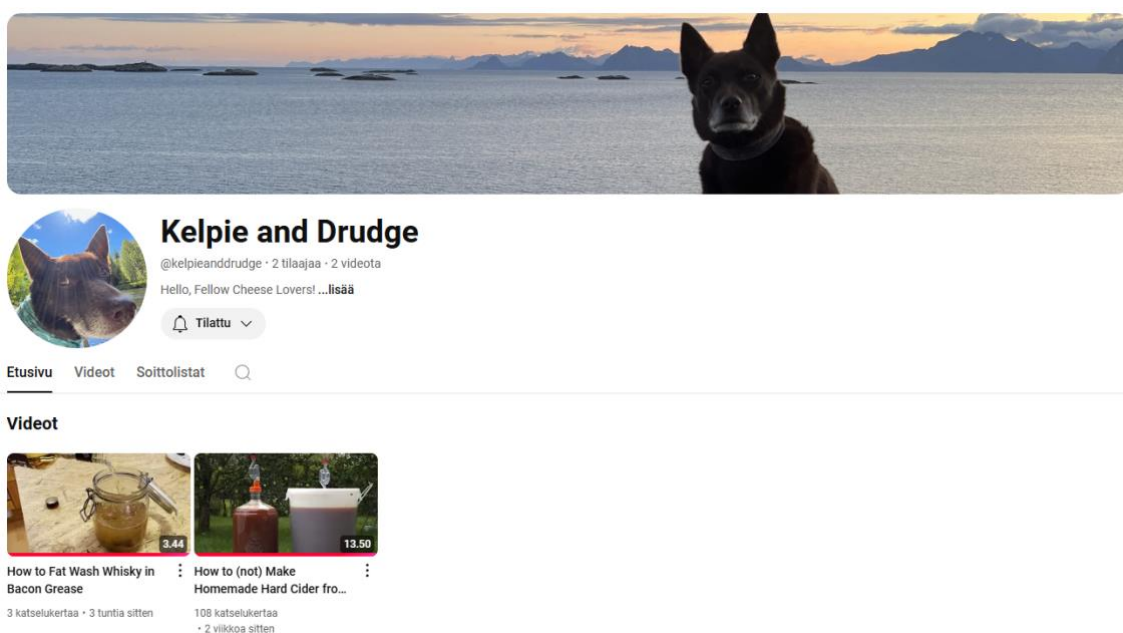 Kelpie and Drudge
@kelpieanddrudge · 2 tilaajaa · 2 videota
Hello, Fellow Cheese Lovers! ...lisää
Tilattu
Etusivu Videot Soittolistat
Videot
3.44
13.50
How to Fat Wash Whisky in
Bacon Grease
3 katselukertaa • 3 tuntia sitten
How to (not) Make
Homemade Hard Cider fro...
108 katselukertaa
• 2 viikkoa sitten